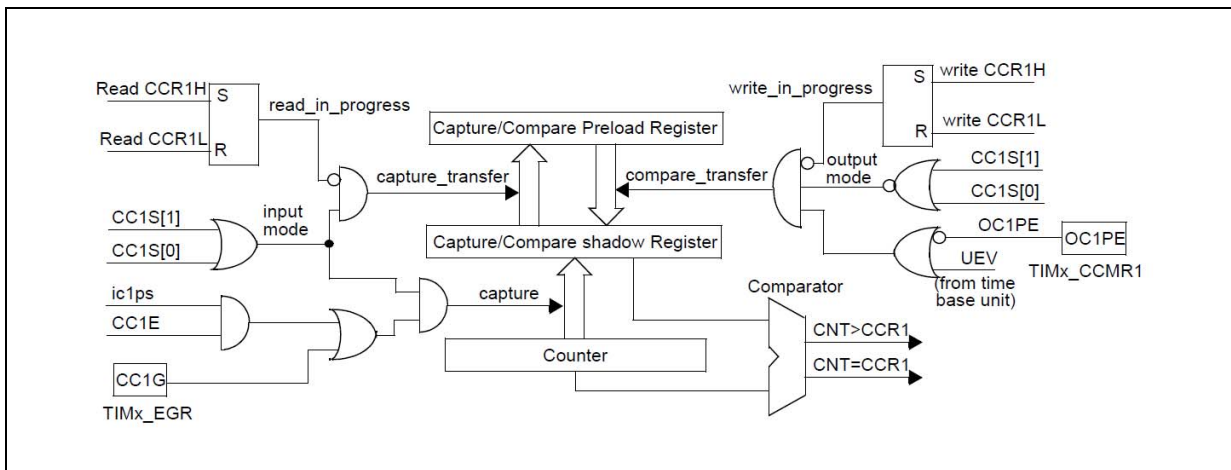 Read CCR1H
S
read_in_progress
Read CCR1L
R
Capture/Compare Preload Register
write_in_progress
S
write CCR1H
R
write CCR1L
capture_transfer
compare_transfer
output
mode
CC1S[1]
CC1S[0]
CC1S[1]
CC1S[0]
input
mode
Capture/Compare shadow Register
OC1PE
OC1PE
UEV
TIMx_CCMR1
(from time
base unit)
ic1ps
CC1E
capture
Comparator
CNT>CCR1
Counter
CNT=CCR1
CC1G
TIMx_EGR